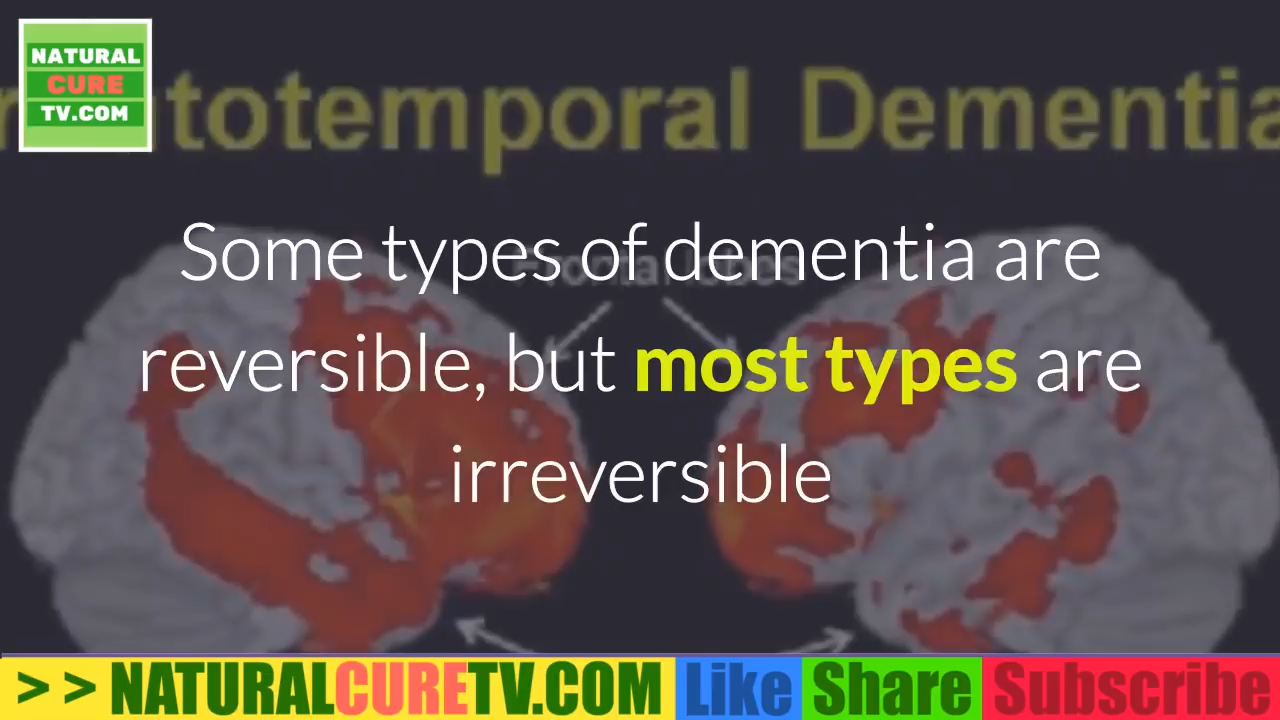 NATURAL
CURE
TV.COM
totemporal Dementia
Some types of dementia are
reversible, but most types are
irreversible
>> NATURALCURETV.COM Like Share Subscribe